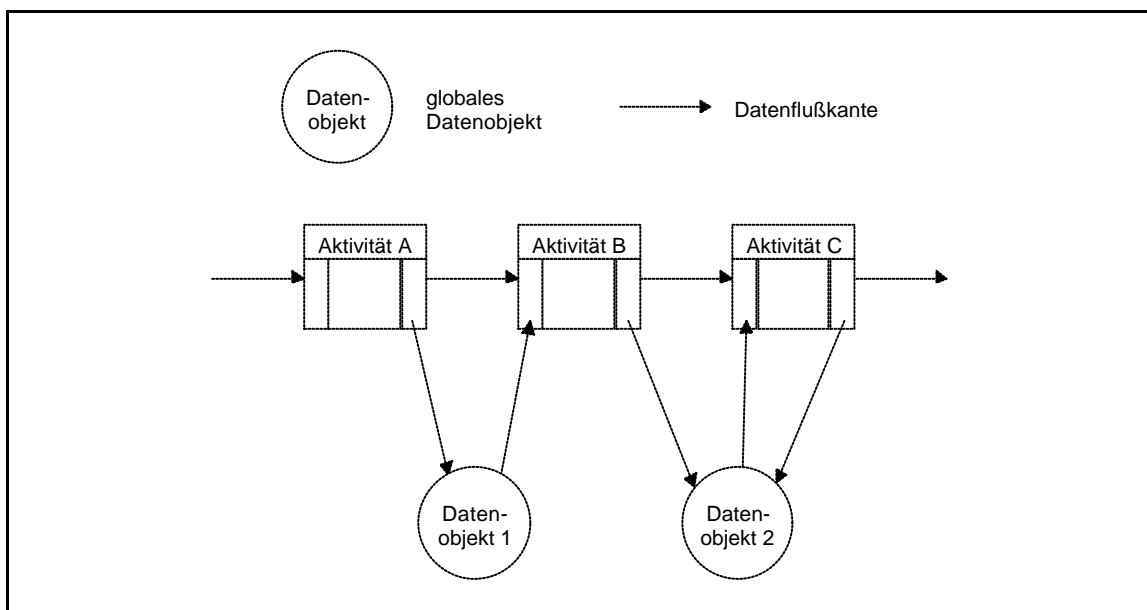 Daten-
objekt
globales
Datenobjekt
Datenflußkante
Aktivität A
Aktivität B
Aktivität C
Daten-
objekt 1
Daten-
objekt 2